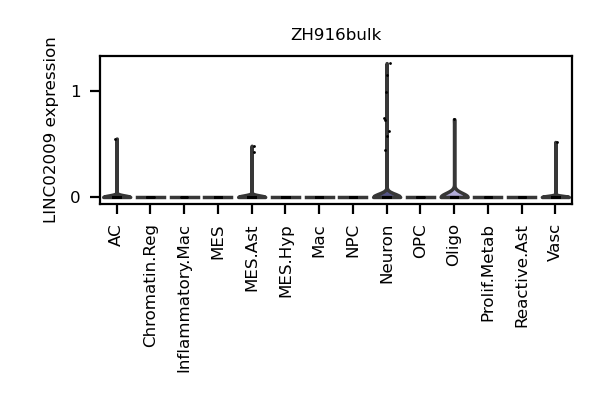 ZH916bulk
LINC02009 expression
1
0
AC
Chromatin.Reg
Inflammatory.Mac
MES
MES.Ast
MES.Hyp
Mac
NPC
Neuron
OPC
Oligo
Prolif.Metab
Reactive.Ast
Vasc